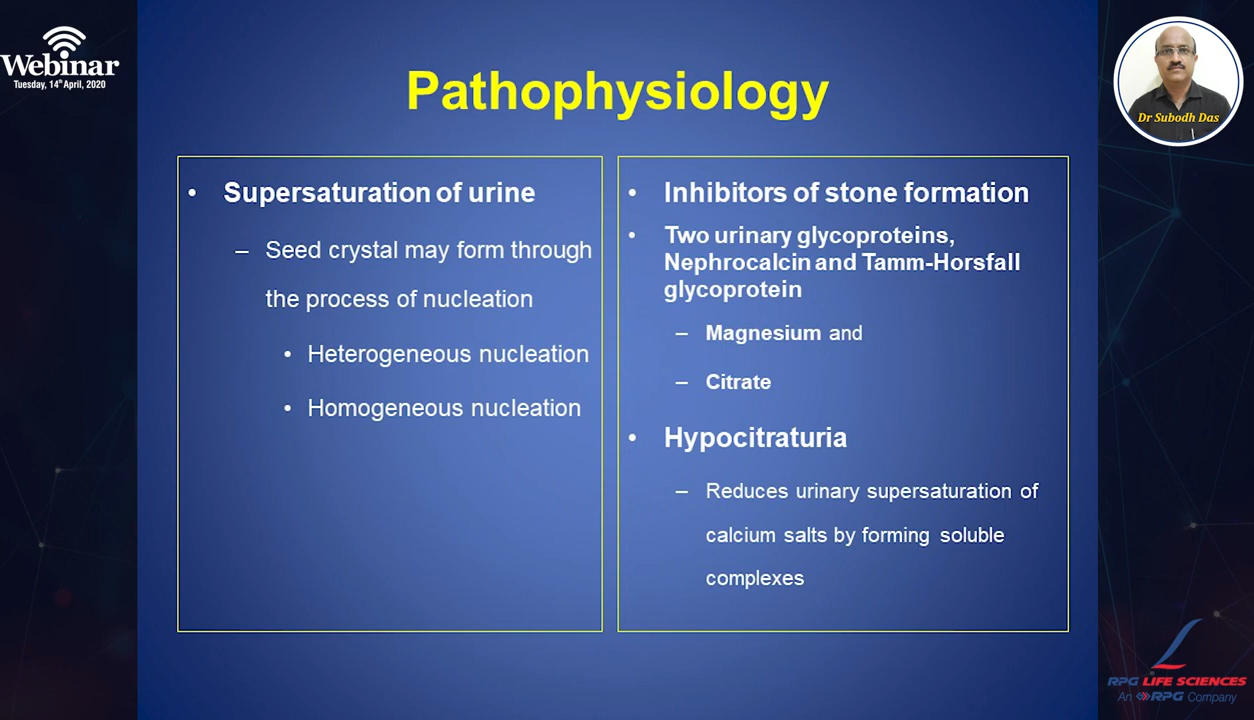 Webinar
Tuesday, 14th April, 2020
Dr Subodh Das
Pathophysiology
• Supersaturation of urine
– Seed crystal may form through
the process of nucleation
• Heterogeneous nucleation
• Homogeneous nucleation
• Inhibitors of stone formation
• Two urinary glycoproteins,
Nephrocalcin and Tamm-Horsfall
glycoprotein
– Magnesium and
– Citrate
• Hypocitraturia
– Reduces urinary supersaturation of
calcium salts by forming soluble
complexes
RPG LIFE SCIENCES
An RPG Company